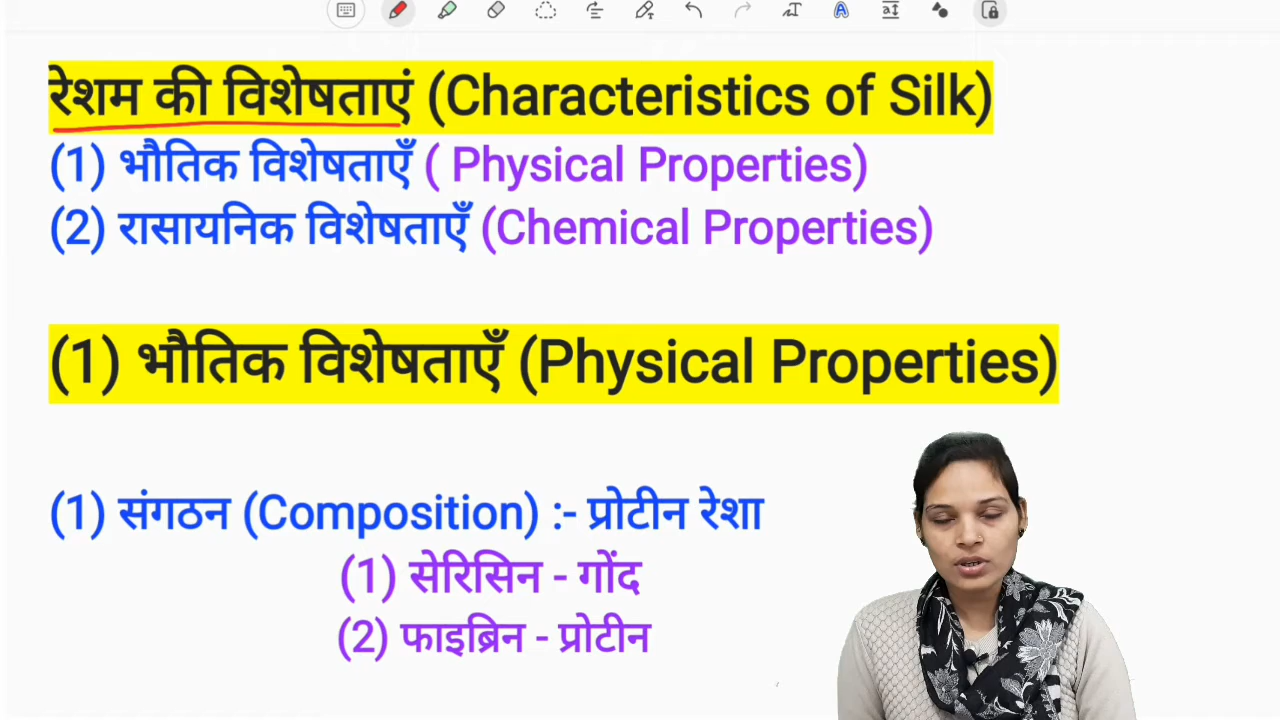 रेशम की विशेषताएं (Characteristics of Silk)
(1) भौतिक विशेषताएँ ( Physical Properties)
(2) रासायनिक विशेषताएँ (Chemical Properties)
(1) भौतिक विशेषताएँ (Physical Properties)
(1) संगठन (Composition) :- प्रोटीन रेशा
(1) सेरिसिन - गोंद
(2) फाइब्रिन - प्रोटीन